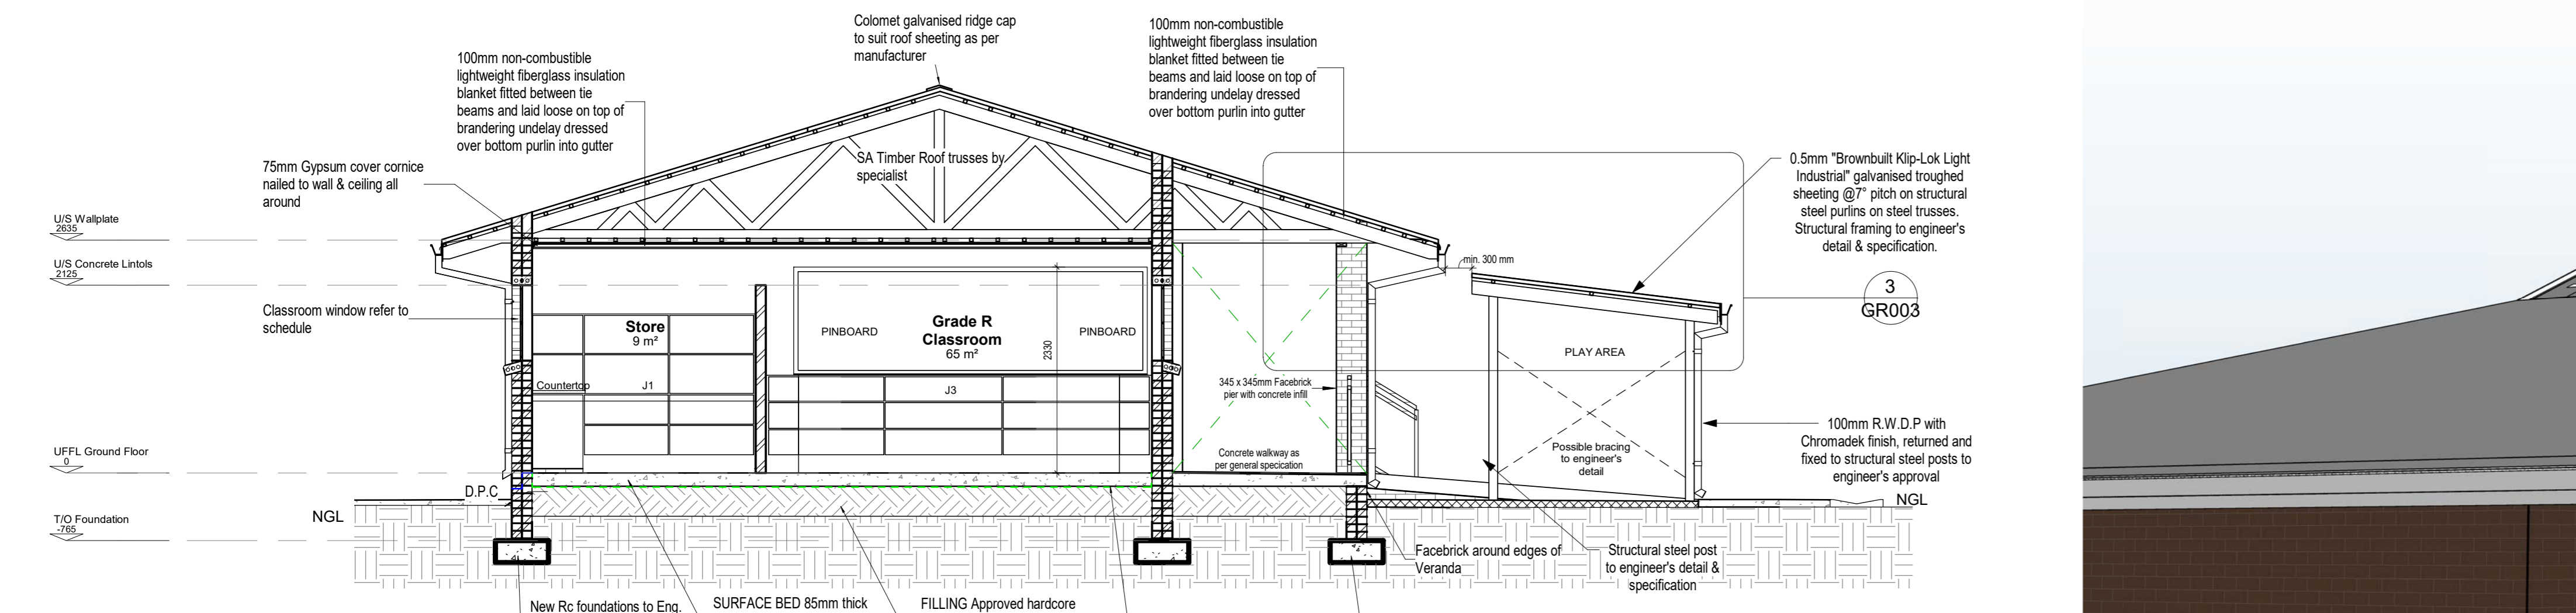 Colomet galvanised ridge cap
to suit roof sheeting as per
manufacturer
100mm non-combustible
lightweight fiberglass insulation
blanket fitted between tie
beams and laid loose on top of
brandering undelay dressed
over bottom purlin into gutter
100mm non-combustible
lightweight fiberglass insulation
blanket fitted between tie
beams and laid loose on top of
brandering undelay dressed
over bottom purlin into gutter
75mm Gypsum cover cornice
nailed to wall & ceiling all
around
SA Timber Roof trusses by
specialist
0.5mm "Brownbuilt Klip-Lok Light
Industrial" galvanised troughed
sheeting @7° pitch on structural
steel purlins on steel trusses.
Structural framing to engineer's
detail & specification.
U/S Wallplate
2635
U/S Concrete Lintols
2125
min. 300 mm
3
GR003
Classroom window refer to
schedule
Store
9 m²
PINBOARD
Grade R
Classroom
65 m²
PINBOARD
2330
PLAY AREA
Countertop
J1
J3
345 x 345mm Facebrick
pier with concrete infill
100mm R.W.D.P with
Chromadek finish, returned and
fixed to structural steel posts to
engineer's approval
Concrete walkway as
per general specication
Possible bracing
to engineer's
detail
UFFL Ground Floor
0
D.P.C
NGL
NGL
T/O Foundation
-765
Facebrick around edges of
Veranda
Structural steel post
to engineer's detail &
specification
New Rc foundations to Eng.
SURFACE BED 85mm thick
FILLING Approved hardcore